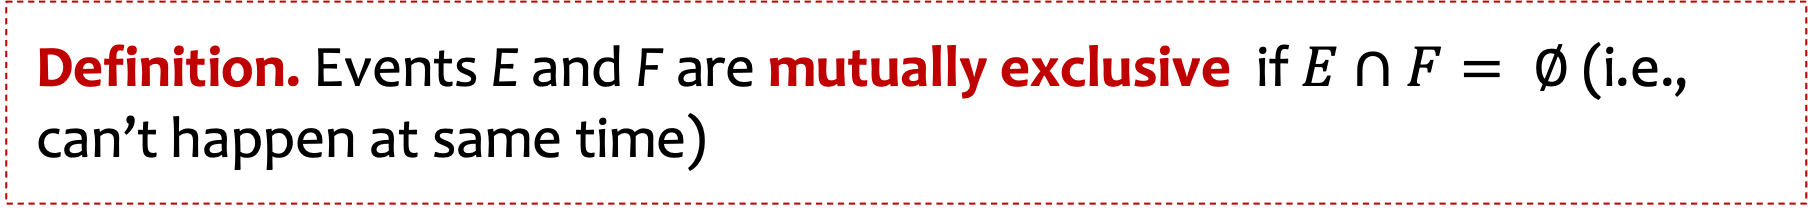 Definition. Events E and F are mutually exclusive if E ∩ F = ∅ (i.e.,
can’t happen at same time)